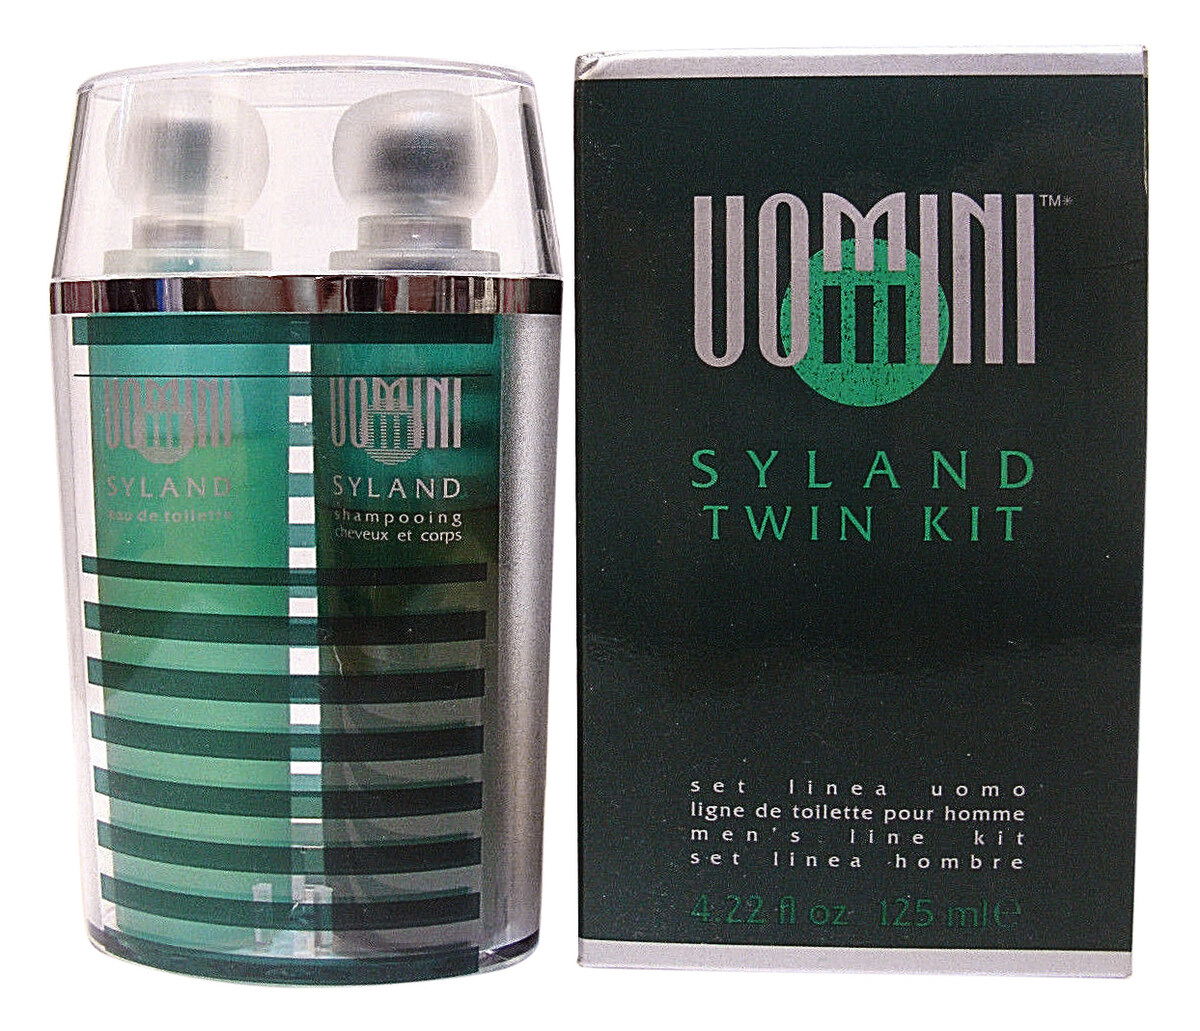 UOMINI
SYLAND
eau de toilette
UOMINI
SYLAND
shampooing
cheveux et corps
UOMINI™*
SYLAND
TWIN KIT
set linea uomo
ligne de toilette pour homme
men's line kit
set linea hombre
4.22 fl oz 125 ml e